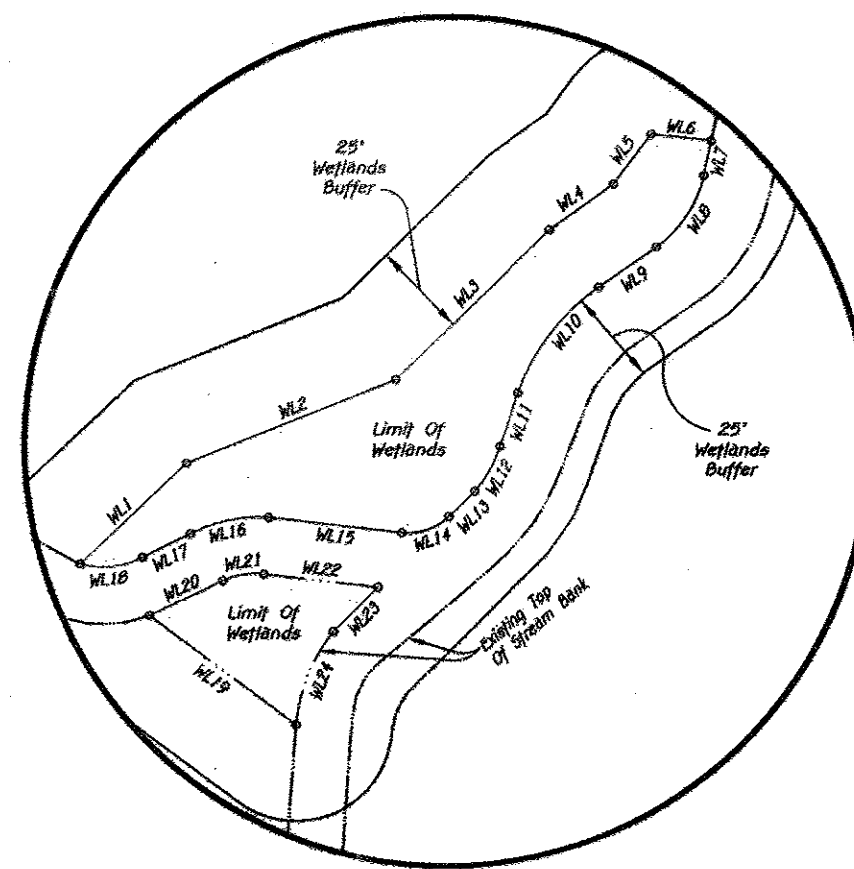 25'
Wetlands
Buffer
WL6
WL5
WL7
WL4
WL8
WL3
WL9
WL10
WL2
WL11
Limit Of
Wetlands
25'
Wetlands
Buffer
WL12
WL1
WL13
WL16
WL14
WL15
WL17
WL18
WL21
WL22
WL20
WL23
Limit Of
Wetlands
Existing Top
Of Stream Bank
WL19
WL24